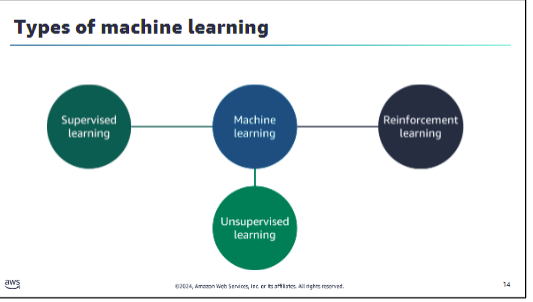 Types of machine learning
Supervised
learning
Machine
learning
Reinforcement
learning
Unsupervised
learning
aws
©2024, Amazon Web Services, Inc. or its affiliates. All rights reserved.
14